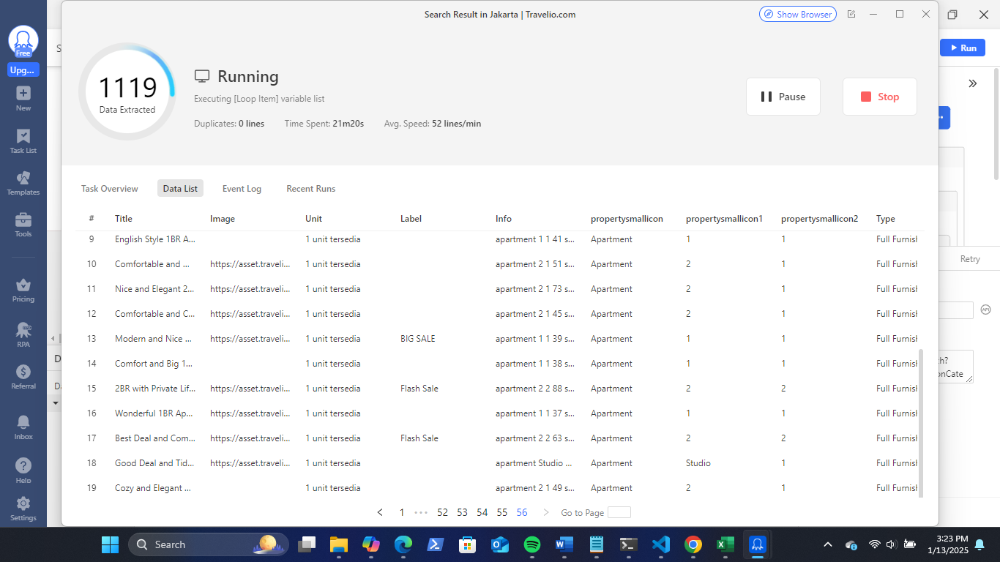 Search Result in Jakarta | Travelio.com
Show Browser
Free
Upg...
New
Task List
Templates
Tools
Pricing
RPA
Referral
Inbox
Help
Settings
S
Run
1119
Data Extracted
Running
Executing [Loop Item] variable list
Duplicates: 0 lines Time Spent: 21m20s Avg. Speed: 52 lines/min
Pause
Stop
Task Overview Data List Event Log Recent Runs
# Title Image Unit Label Info propertysmallicon propertysmallicon1 propertysmallicon2 Type
9 English Style 1BR A... 1 unit tersedia apartment 1 1 41 s... Apartment 1 1 Full Furnish
10 Comfortable and ... https://asset.traveli... 1 unit tersedia apartment 2 1 51 s... Apartment 2 1 Full Furnish
11 Nice and Elegant 2... https://asset.traveli... 1 unit tersedia apartment 2 1 73 s... Apartment 2 1 Full Furnish
12 Comfortable and C... https://asset.traveli... 1 unit tersedia apartment 2 1 45 s... Apartment 2 1 Full Furnish
13 Modern and Nice ... https://asset.traveli... 1 unit tersedia BIG SALE apartment 1 1 39 s... Apartment 1 1 Full Furnish
14 Comfort and Big 1... 1 unit tersedia apartment 1 1 38 s... Apartment 1 1 Full Furnish
15 2BR with Private Lif... https://asset.traveli... 1 unit tersedia Flash Sale apartment 2 2 88 s... Apartment 2 2 Full Furnish
16 Wonderful 1BR Ap... https://asset.traveli... 1 unit tersedia apartment 1 1 37 s... Apartment 1 1 Full Furnish
17 Best Deal and Com... https://asset.traveli... 1 unit tersedia Flash Sale apartment 2 2 63 s... Apartment 2 2 Full Furnish
18 Good Deal and Tid... https://asset.traveli... 1 unit tersedia apartment Studio ... Apartment Studio 1 Full Furnish
19 Cozy and Elegant ... 1 unit tersedia apartment 2 1 49 s... Apartment 2 1 Full Furnish
1 ••• 52 53 54 55 56 Go to Page
Retry
API
ch?
onCate
D
Da
Search
3:23 PM
1/13/2025